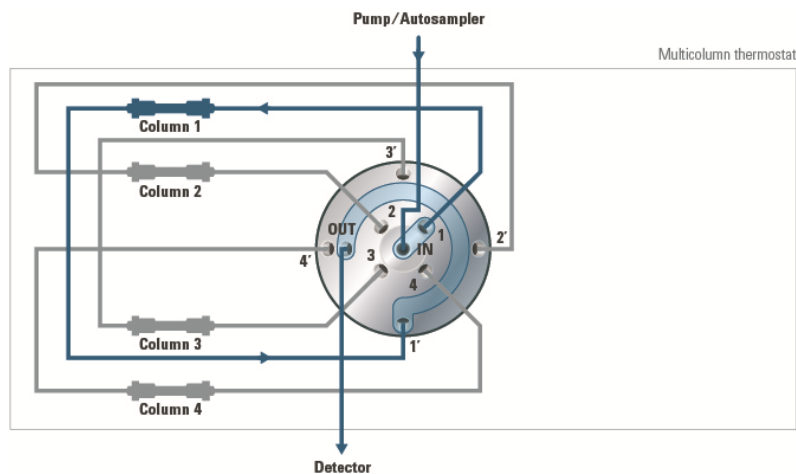 Pump/Autosampler
Multicolumn thermostat
Column 1
3′
Column 2
2
1
OUT
IN
2′
4′
3
4
Column 3
1′
Column 4
Detector